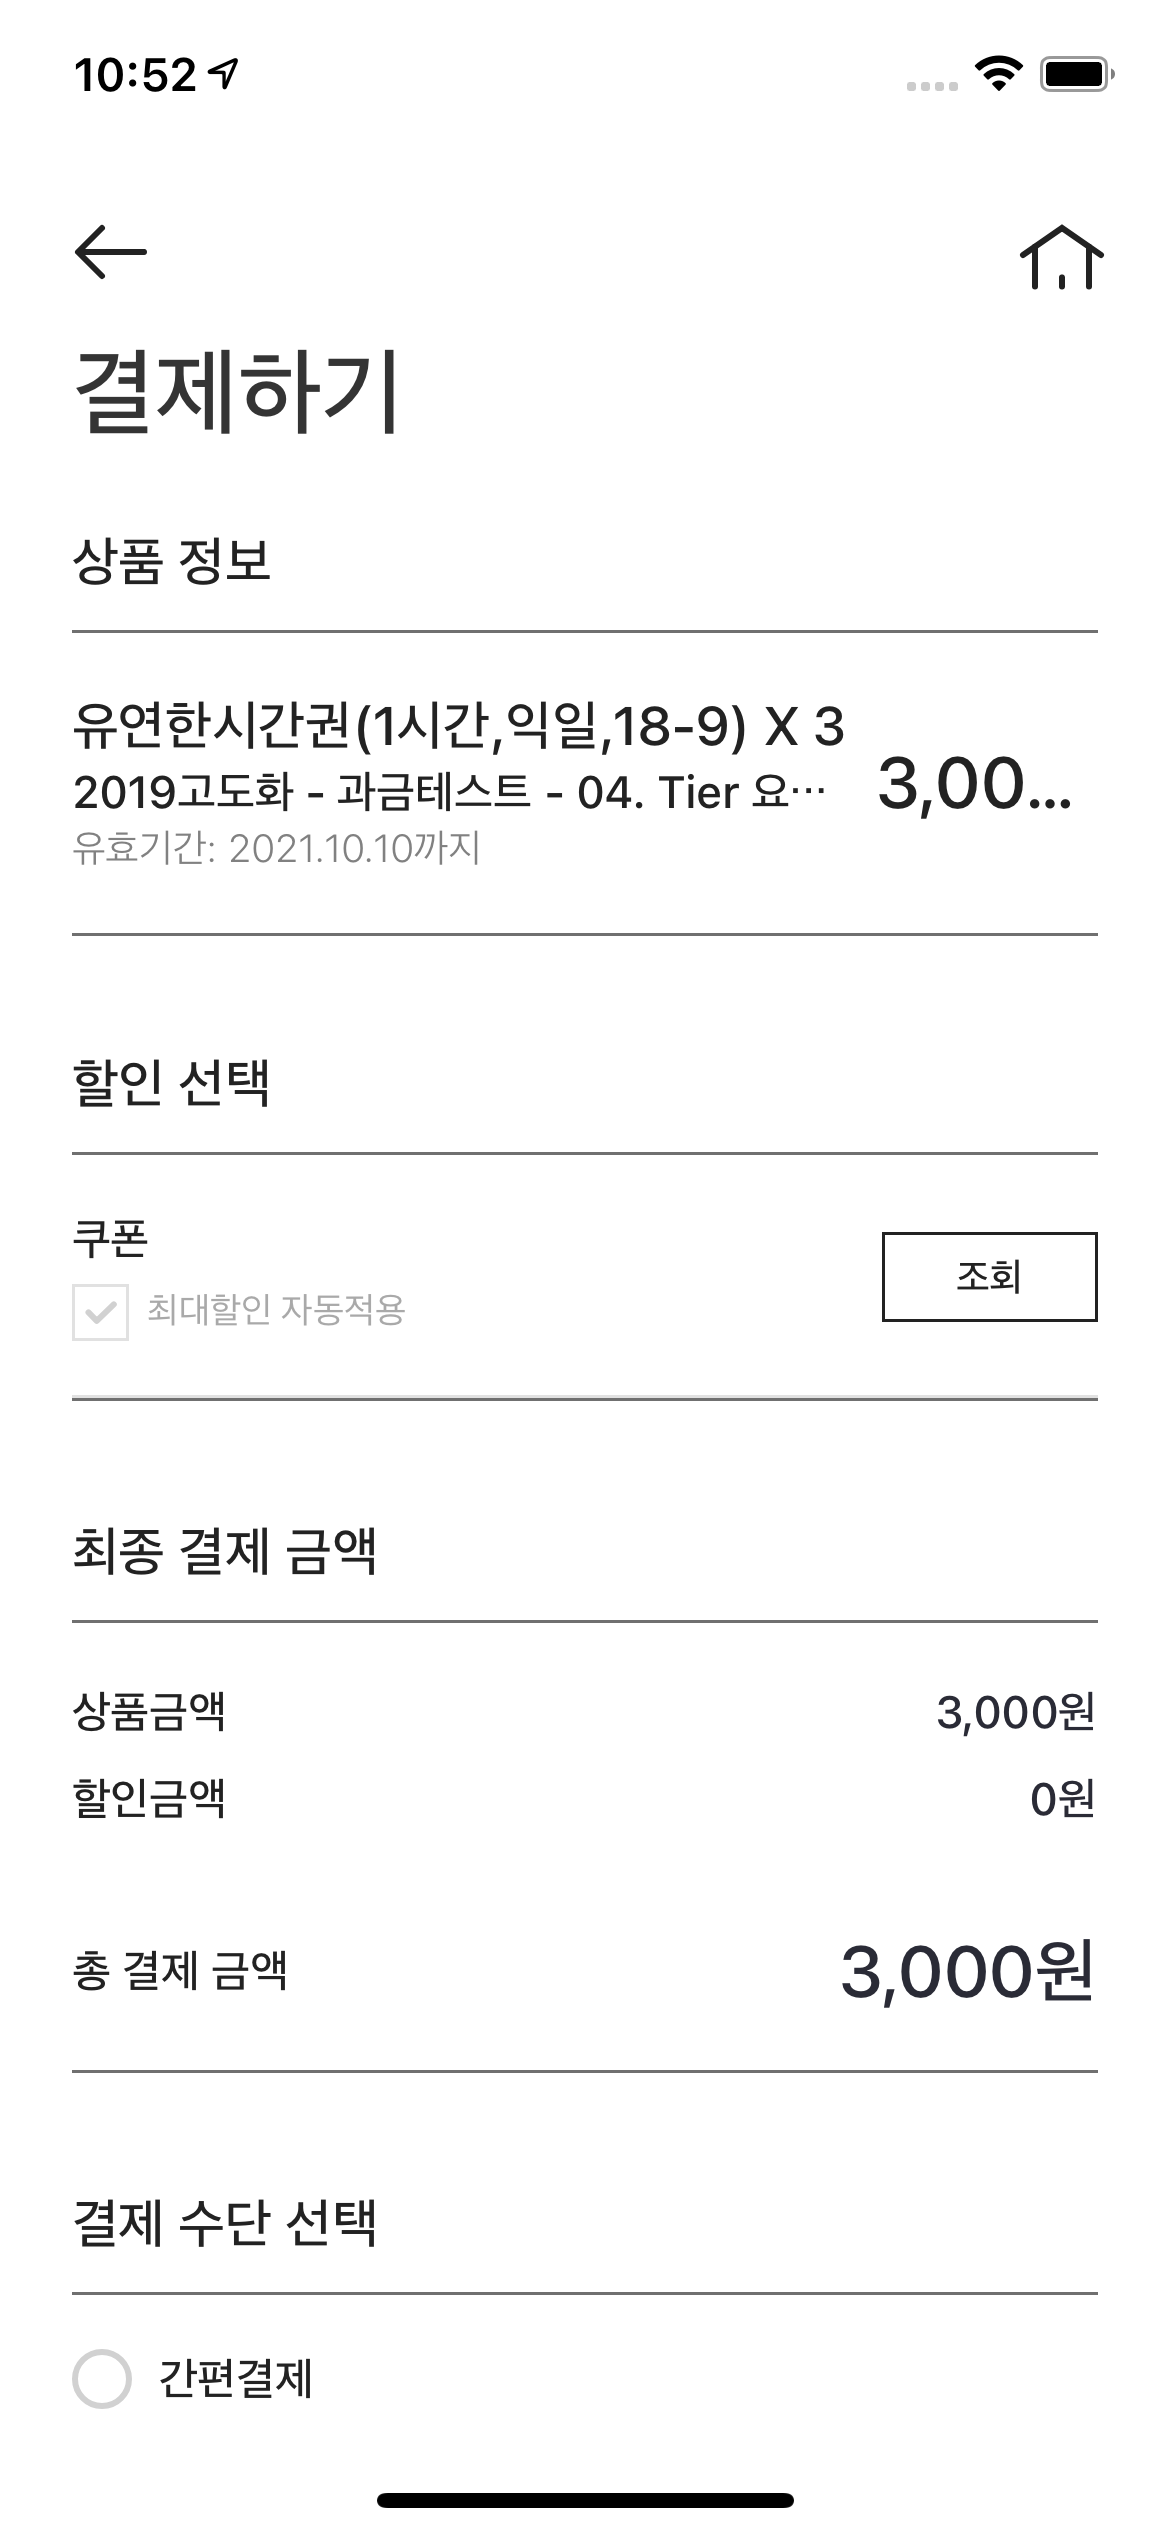 10:52
결제하기
상품 정보
유연한시간권(1시간,익일,18-9) X 3
3,00...
2019고도화 - 과금테스트 - 04. Tier 요···
유효기간: 2021.10.10까지
할인 선택
쿠폰
최대할인 자동적용
조회
최종 결제 금액
상품금액 3,000원
할인금액 0원
총 결제 금액 3,000원
결제 수단 선택
간편결제